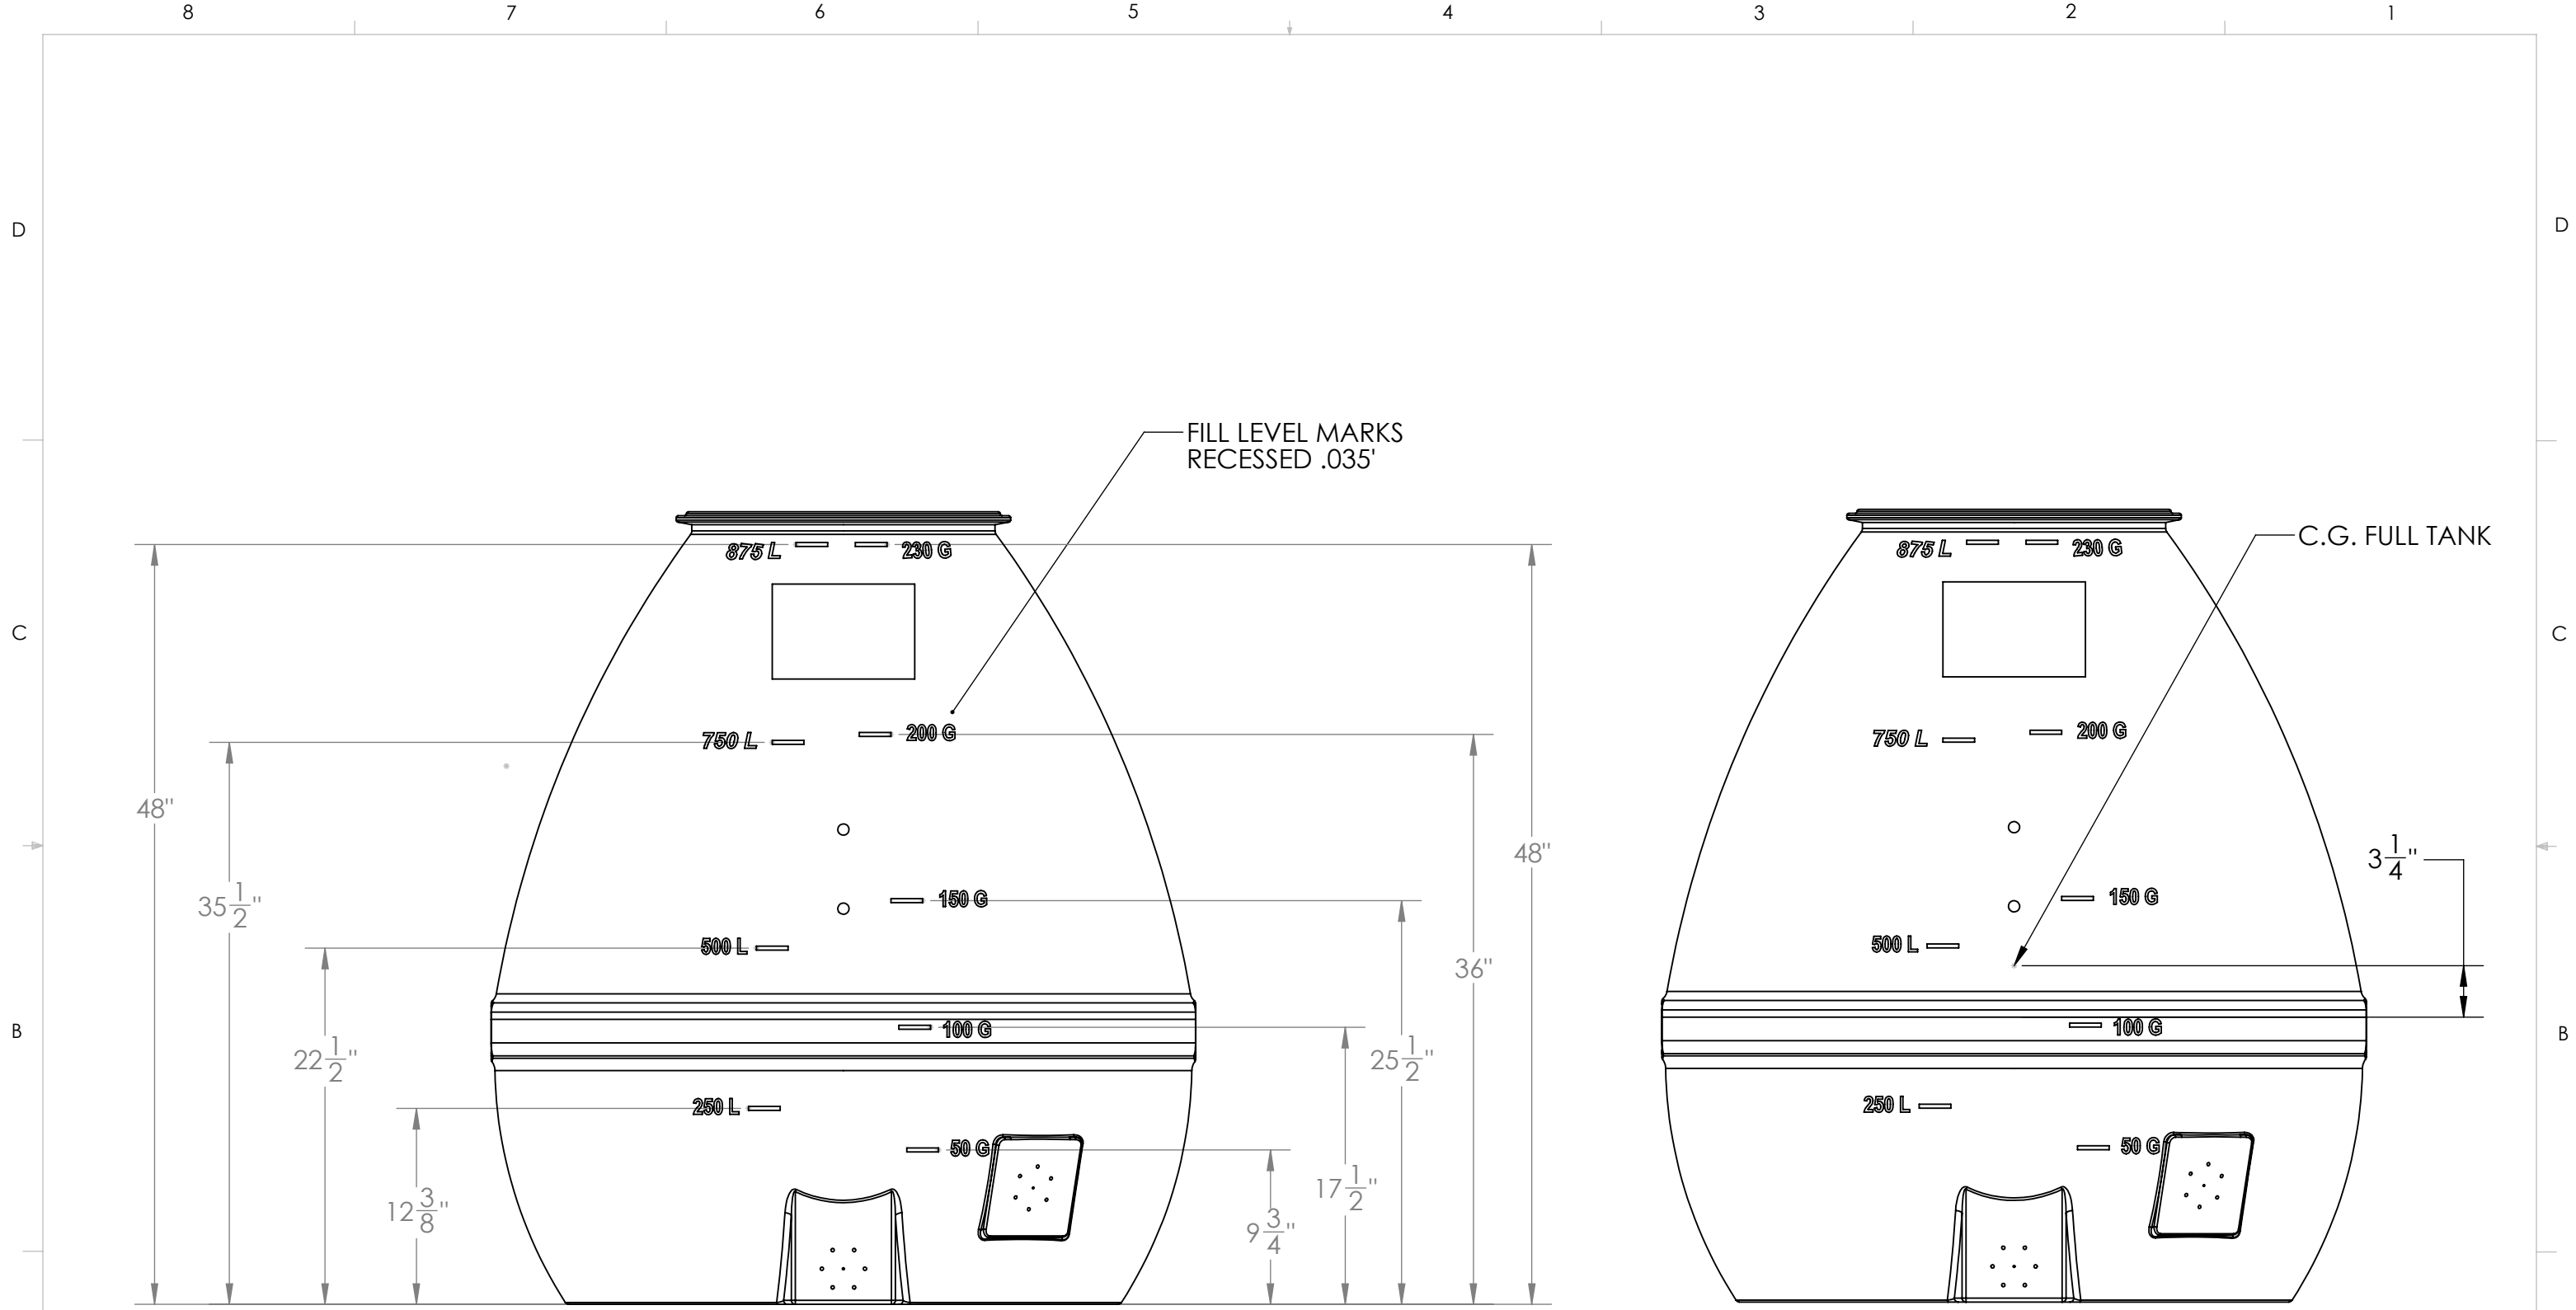 8 7 6 5 4 3 2 1
D D
FILL LEVEL MARKS
RECESSED .035'
875 L 230 G
875 L 230 G
C.G. FULL TANK
C C
750 L 200 G
750 L 200 G
48"
48"
3 1/4"
35 1/2"
150 G
150 G
500 L
500 L
36"
B B
100 G
100 G
22 1/2"
25 1/2"
250 L
250 L
50 G
50 G
12 3/8"
17 1/2"
9 3/4"